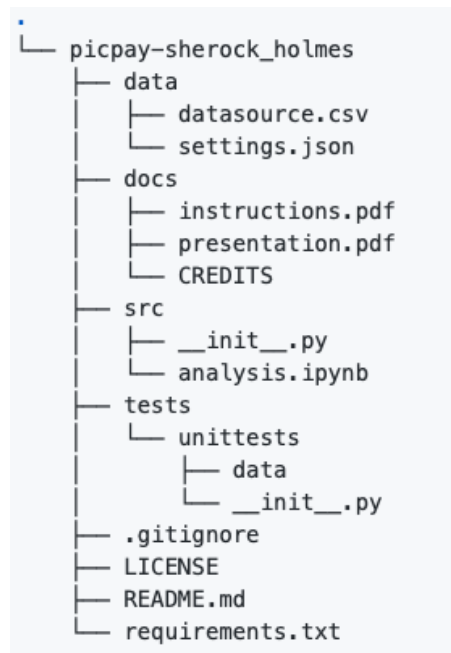 .
└── picpay-sherock_holmes
    ├── data
    │   ├── datasource.csv
    │   └── settings.json
    ├── docs
    │   ├── instructions.pdf
    │   ├── presentation.pdf
    │   └── CREDITS
    ├── src
    │   ├── __init__.py
    │   └── analysis.ipynb
    ├── tests
    │   └── unittests
    │       ├── data
    │       └── __init__.py
    ├── .gitignore
    ├── LICENSE
    ├── README.md
    └── requirements.txt